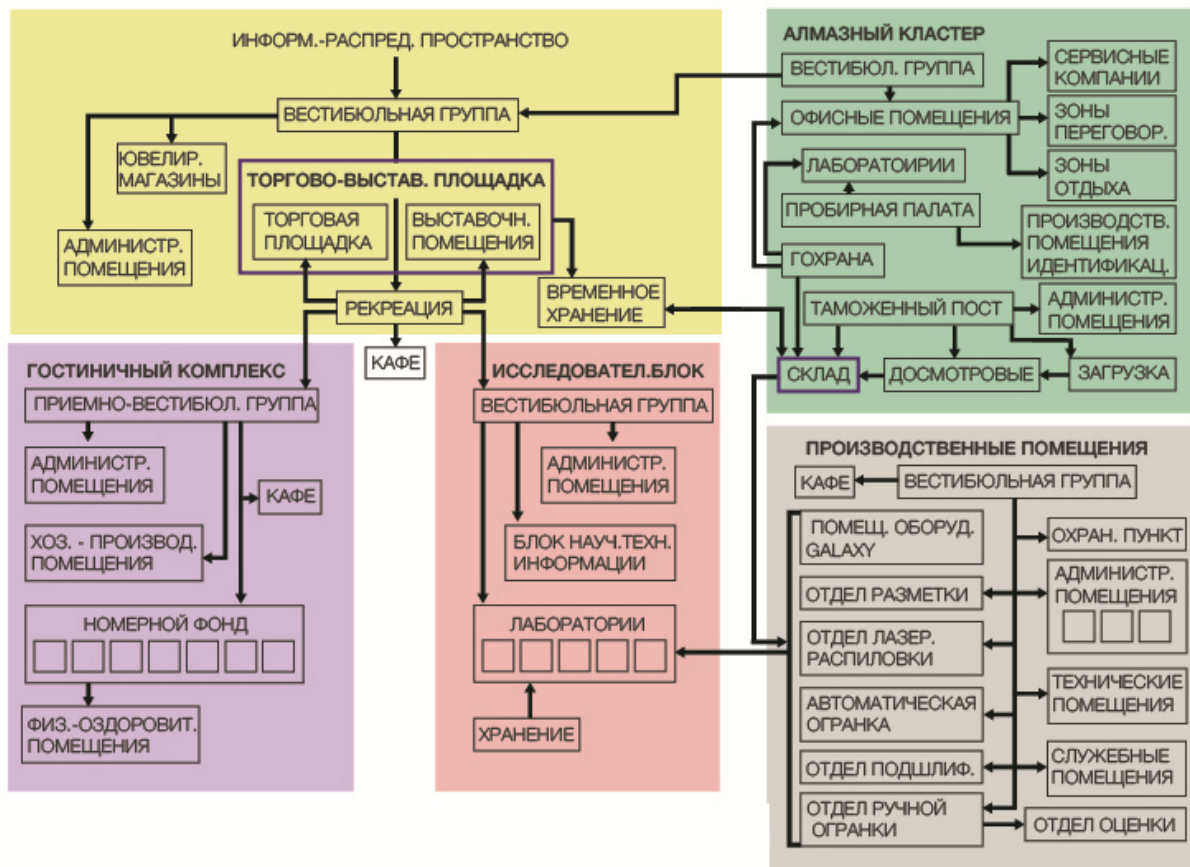 ИНФОРМ.-РАСПРЕД. ПРОСТРАНСТВО
ВЕСТИБЮЛЬНАЯ ГРУППА
ЮВЕЛИР.
МАГАЗИНЫ
ТОРГОВО-ВЫСТАВ. ПЛОЩАДКА
ТОРГОВАЯ
ПЛОЩАДКА
ВЫСТАВОЧН.
ПОМЕЩЕНИЯ
АДМИНИСТР.
ПОМЕЩЕНИЯ
РЕКРЕАЦИЯ
ВРЕМЕННОЕ
ХРАНЕНИЕ
КАФЕ
АЛМАЗНЫЙ КЛАСТЕР
ВЕСТИБЮЛ. ГРУППА
ОФИСНЫЕ ПОМЕЩЕНИЯ
СЕРВИСНЫЕ
КОМПАНИИ
ЗОНЫ
ПЕРЕГОВОР.
ЗОНЫ
ОТДЫХА
ЛАБОРАТОИРИИ
ПРОБИРНАЯ ПАЛАТА
ПРОИЗВОДСТВ.
ПОМЕЩЕНИЯ
ИДЕНТИФИКАЦ.
ГОХРАНА
ТАМОЖЕННЫЙ ПОСТ
АДМИНИСТР.
ПОМЕЩЕНИЯ
СКЛАД
ДОСМОТРОВЫЕ
ЗАГРУЗКА
ГОСТИНИЧНЫЙ КОМПЛЕКС
ПРИЕМНО-ВЕСТИБЮЛ. ГРУППА
АДМИНИСТР.
ПОМЕЩЕНИЯ
КАФЕ
ХОЗ. - ПРОИЗВОД.
ПОМЕЩЕНИЯ
НОМЕРНОЙ ФОНД
ФИЗ.-ОЗДОРОВИТ.
ПОМЕЩЕНИЯ
ИССЛЕДОВАТЕЛ.БЛОК
ВЕСТИБЮЛЬНАЯ ГРУППА
АДМИНИСТР.
ПОМЕЩЕНИЯ
БЛОК НАУЧ.ТЕХН.
ИНФОРМАЦИИ
ЛАБОРАТОРИИ
ХРАНЕНИЕ
ПРОИЗВОДСТВЕННЫЕ ПОМЕЩЕНИЯ
КАФЕ
ВЕСТИБЮЛЬНАЯ ГРУППА
ПОМЕЩ. ОБОРУД.
GALAXY
ОХРАН. ПУНКТ
ОТДЕЛ РАЗМЕТКИ
АДМИНИСТР.
ПОМЕЩЕНИЯ
ОТДЕЛ ЛАЗЕР.
РАСПИЛОВКИ
АВТОМАТИЧЕСКАЯ
ОГРАНКА
ТЕХНИЧЕСКИЕ
ПОМЕЩЕНИЯ
ОТДЕЛ ПОДШЛИФ.
СЛУЖЕБНЫЕ
ПОМЕЩЕНИЯ
ОТДЕЛ РУЧНОЙ
ОГРАНКИ
ОТДЕЛ ОЦЕНКИ